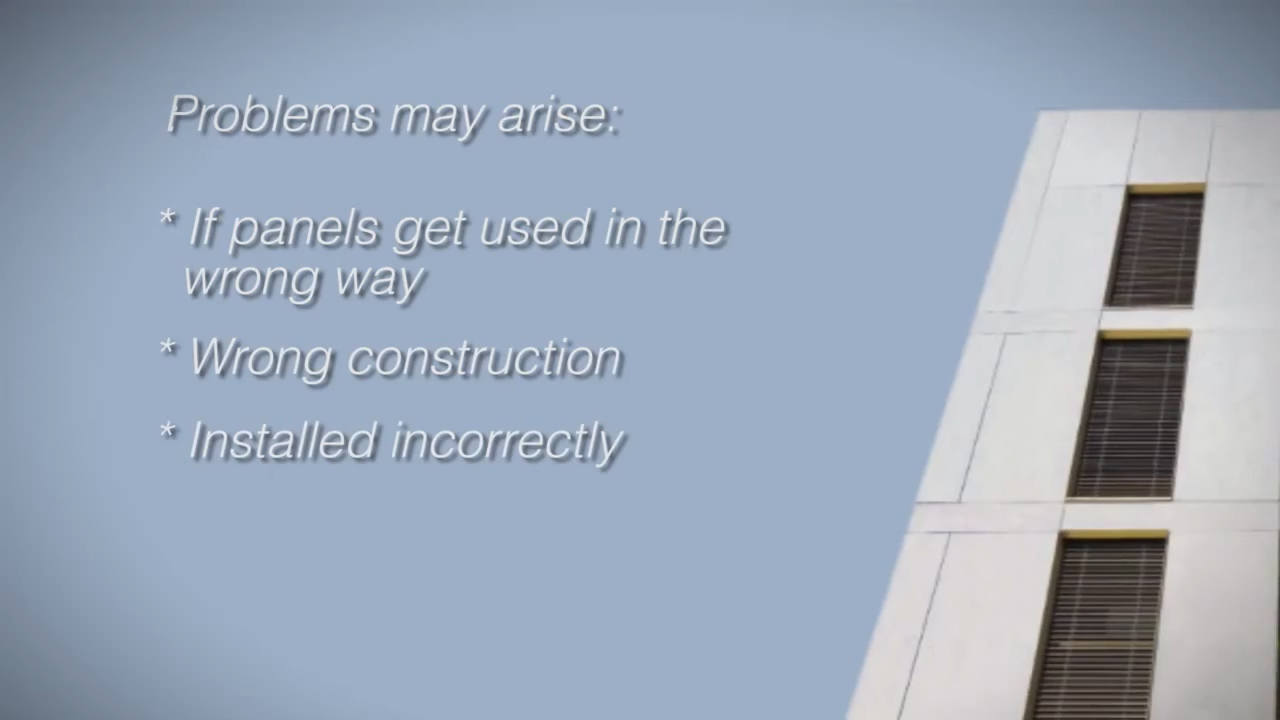 Problems may arise:
* If panels get used in the
wrong way
* Wrong construction
* Installed incorrectly